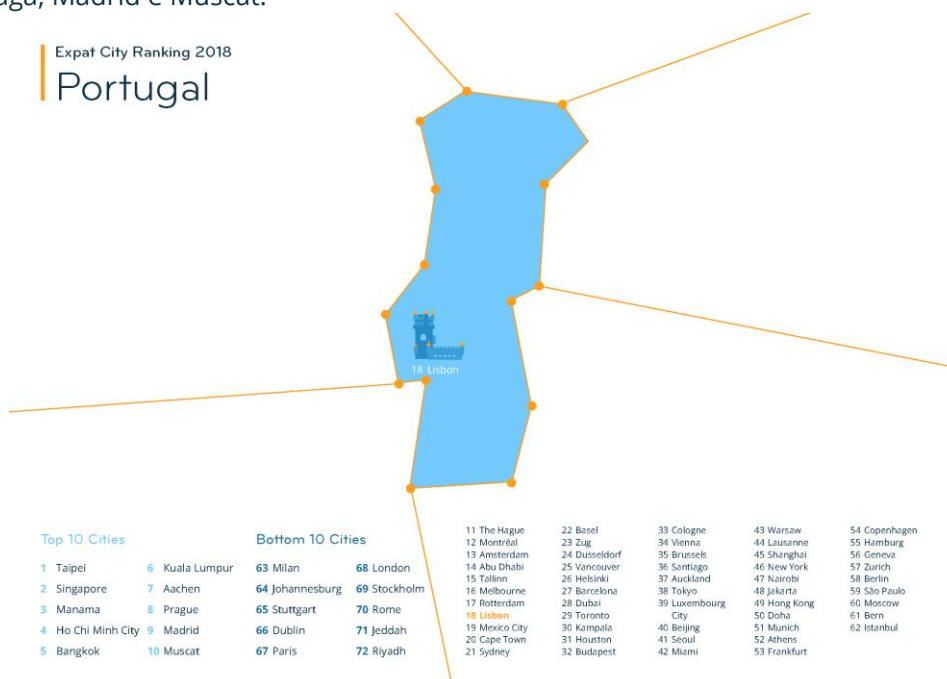 Madrid e Muscat.
Expat City Ranking 2018
Portugal
18 Lisbon
Top 10 Cities
1 Taipei
2 Singapore
3 Manama
4 Ho Chi Minh City
5 Bangkok
6 Kuala Lumpur
7 Aachen
8 Prague
9 Madrid
10 Muscat
Bottom 10 Cities
63 Milan
64 Johannesburg
65 Stuttgart
66 Dublin
67 Paris
68 London
69 Stockholm
70 Rome
71 Jeddah
72 Riyadh
11 The Hague
12 Montréal
13 Amsterdam
14 Abu Dhabi
15 Tallinn
16 Melbourne
17 Rotterdam
18 Lisbon
19 Mexico City
20 Cape Town
21 Sydney
22 Basel
23 Zug
24 Dusseldorf
25 Vancouver
26 Helsinki
27 Barcelona
28 Dubai
29 Toronto
30 Kampala
31 Houston
32 Budapest
33 Cologne
34 Vienna
35 Brussels
36 Santiago
37 Auckland
38 Tokyo
39 Luxembourg
City
40 Beijing
41 Seoul
42 Miami
43 Warsaw
44 Lausanne
45 Shanghai
46 New York
47 Nairobi
48 Jakarta
49 Hong Kong
50 Doha
51 Munich
52 Athens
53 Frankfurt
54 Copenhagen
55 Hamburg
56 Geneva
57 Zurich
58 Berlin
59 São Paulo
60 Moscow
61 Bern
62 Istanbul